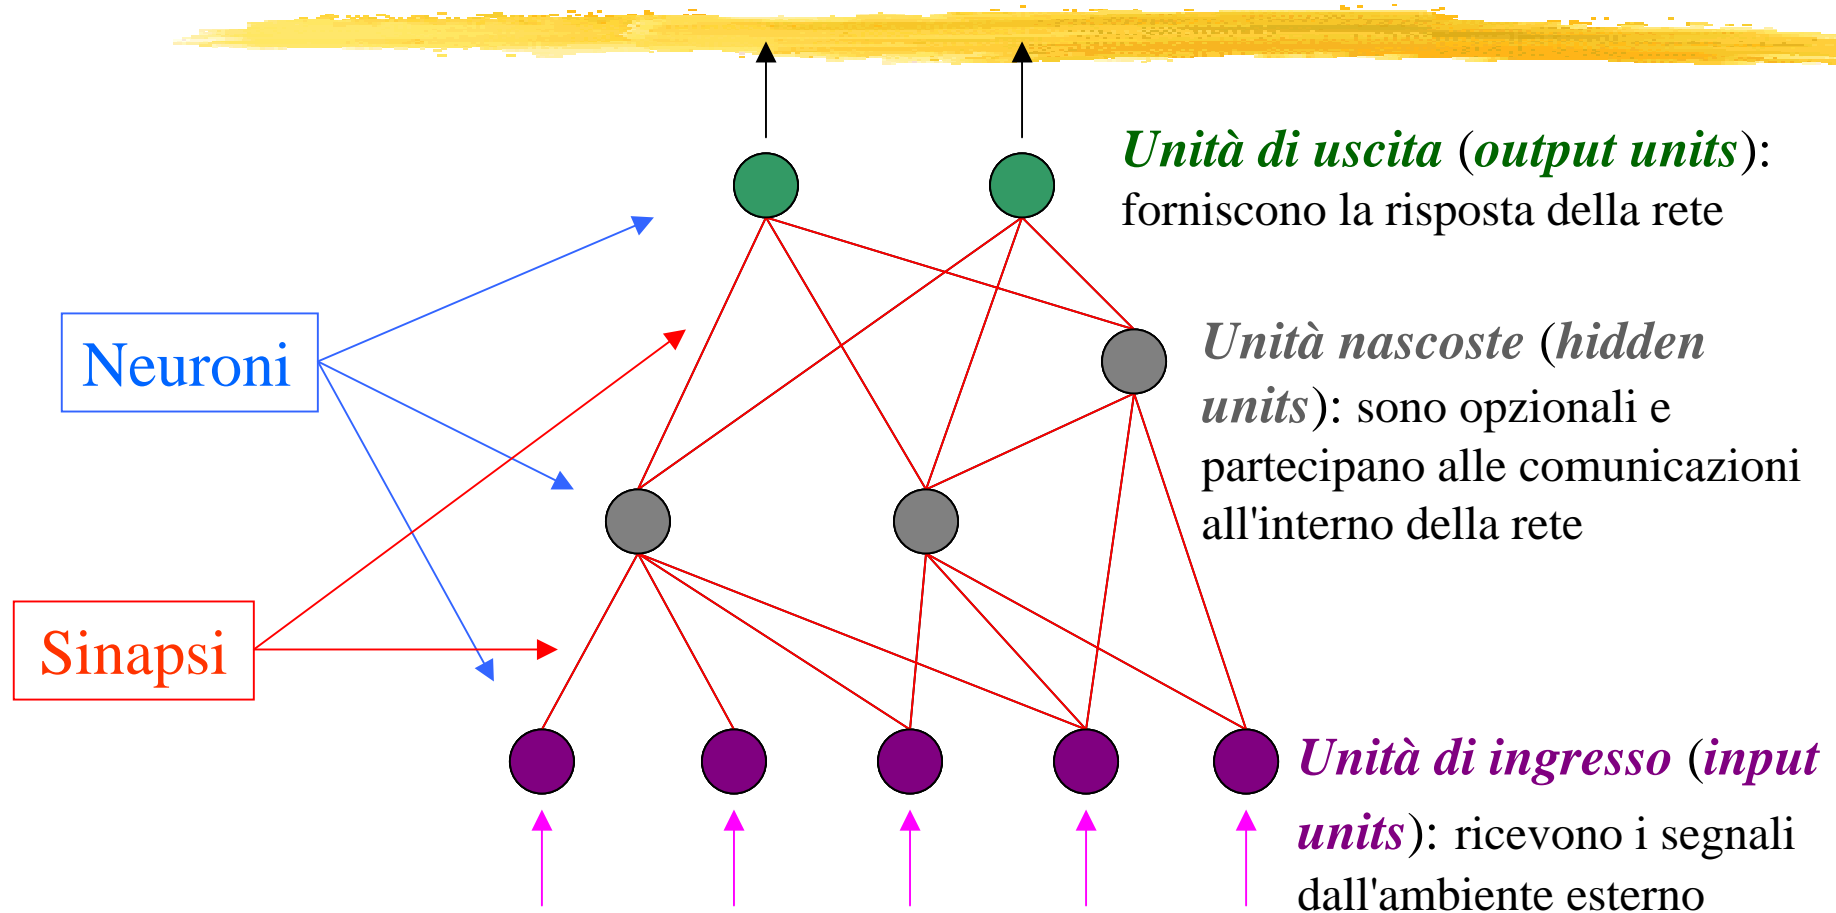 Unità di uscita (output units):
forniscono la risposta della rete
Neuroni
Unità nascoste (hidden
units): sono opzionali e
partecipano alle comunicazioni
all'interno della rete
Sinapsi
Unità di ingresso (input
units): ricevono i segnali
dall'ambiente esterno